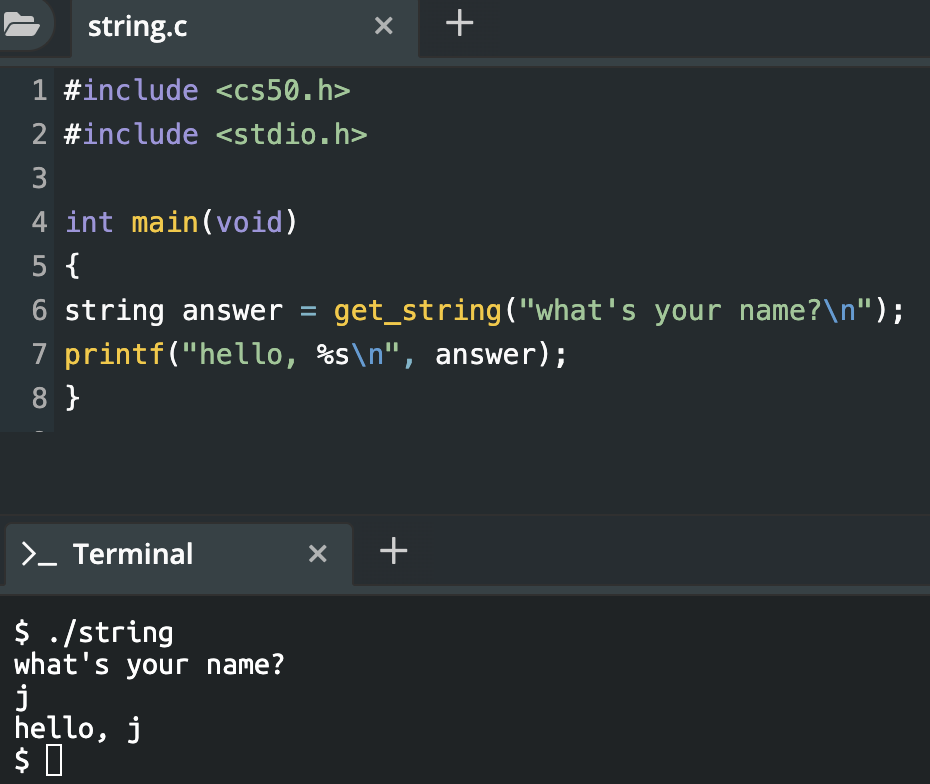 string.c × +
1 #include <cs50.h>
2 #include <stdio.h>
3
4 int main(void)
5 {
6 string answer = get_string("what's your name?\n");
7 printf("hello, %s\n", answer);
8 }
>_ Terminal × +
$ ./string
what's your name?
j
hello, j
$